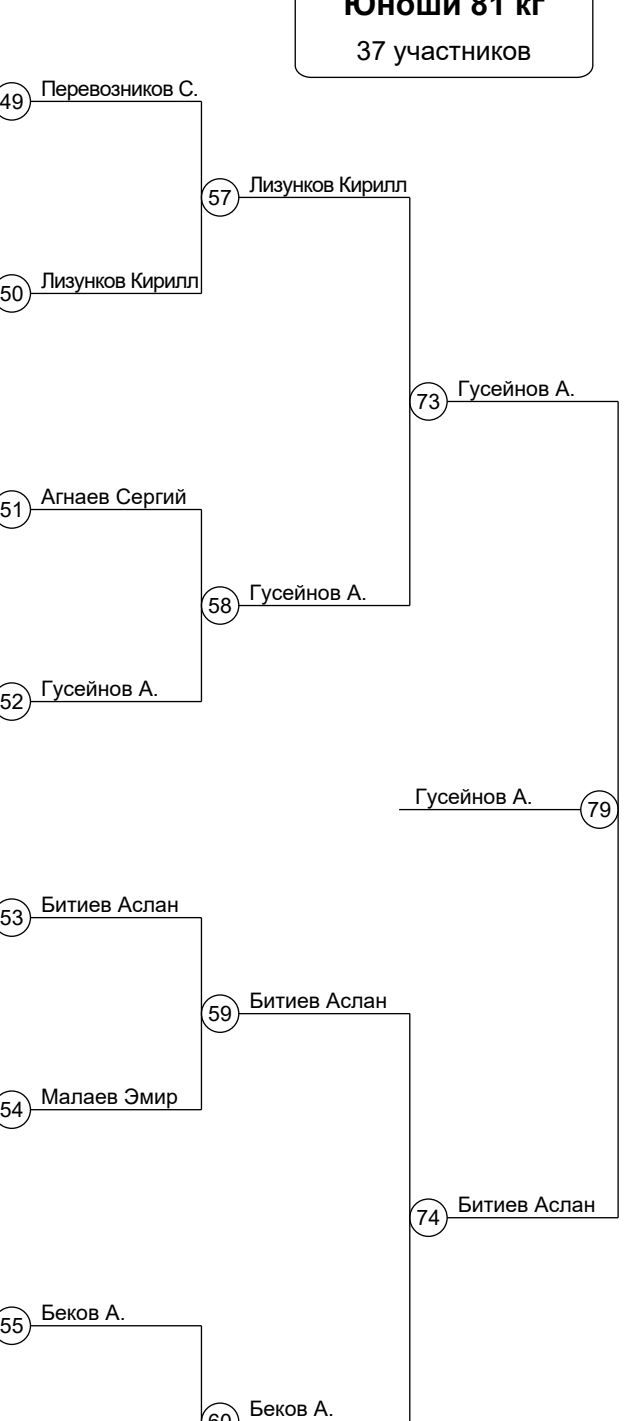 Юноши 81 кг
37 участников
49 Перевозников С.
57 Лизунков Кирилл
50 Лизунков Кирилл
73 Гусейнов А.
51 Агнаев Сергий
58 Гусейнов А.
52 Гусейнов А.
Гусейнов А. 79
53 Битиев Аслан
59 Битиев Аслан
54 Малаев Эмир
74 Битиев Аслан
55 Беков А.
60 Беков А.